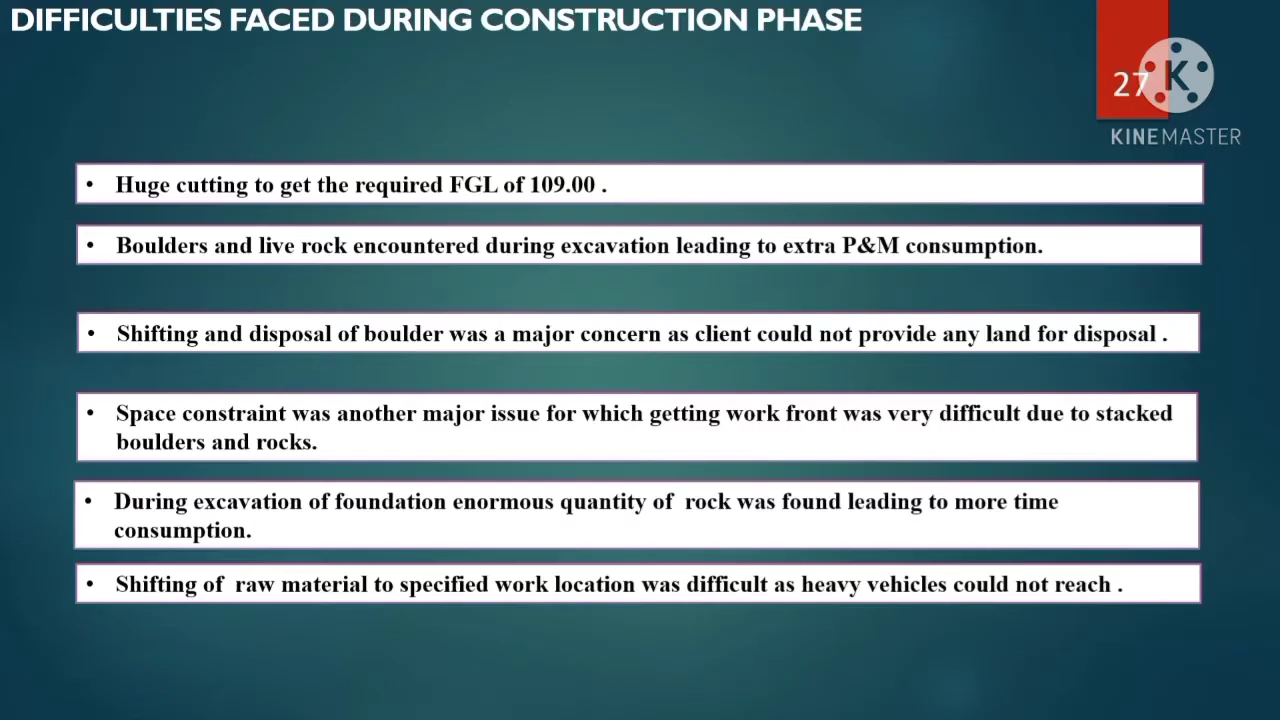 DIFFICULTIES FACED DURING CONSTRUCTION PHASE
27
K
KINEMASTER
• Huge cutting to get the required FGL of 109.00 .
• Boulders and live rock encountered during excavation leading to extra P&M consumption.
• Shifting and disposal of boulder was a major concern as client could not provide any land for disposal .
• Space constraint was another major issue for which getting work front was very difficult due to stacked
boulders and rocks.
• During excavation of foundation enormous quantity of  rock was found leading to more time
consumption.
• Shifting of  raw material to specified work location was difficult as heavy vehicles could not reach .